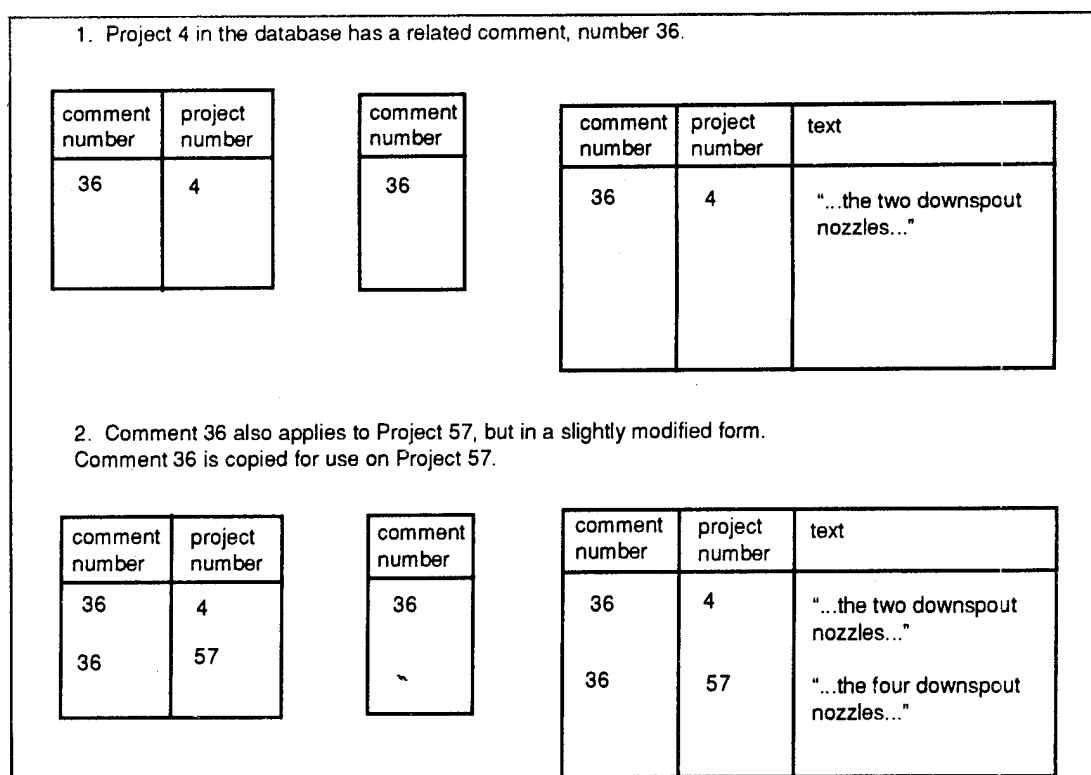 1. Project 4 in the database has a related comment, number 36.
comment project
number number
36 4
comment
number
36
comment project text
number number
36 4 "...the two downspout
nozzles..."
2. Comment 36 also applies to Project 57, but in a slightly modified form.
Comment 36 is copied for use on Project 57.
comment project
number number
36 4
36 57
comment
number
36
comment project text
number number
36 4 "...the two downspout
nozzles..."
36 57 "...the four downspout
nozzles..."